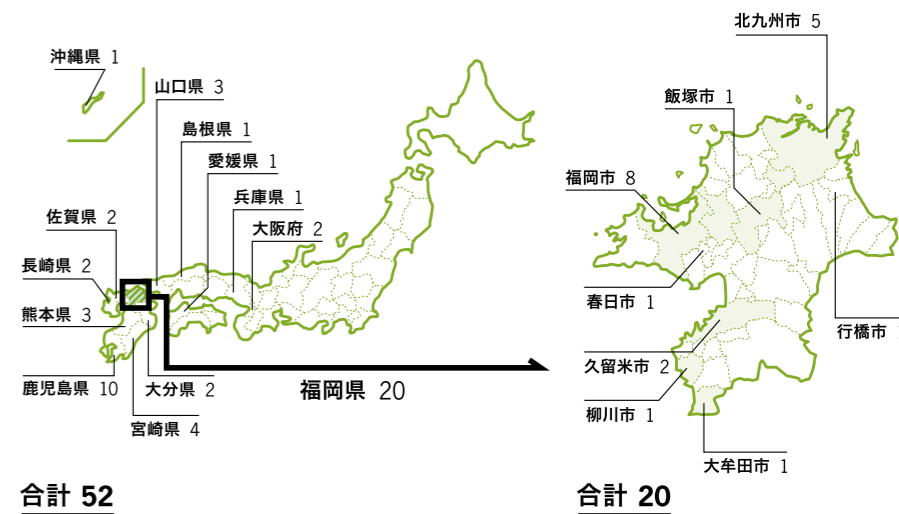 沖縄県 1
山口県 3
島根県 1
愛媛県 1
兵庫県 1
大阪府 2
佐賀県 2
長崎県 2
熊本県 3
鹿児島県 10
大分県 2
宮崎県 4
福岡県 20
合計 52
北九州市 5
飯塚市 1
福岡市 8
春日市 1
行橋市
久留米市 2
柳川市 1
大牟田市 1
合計 20